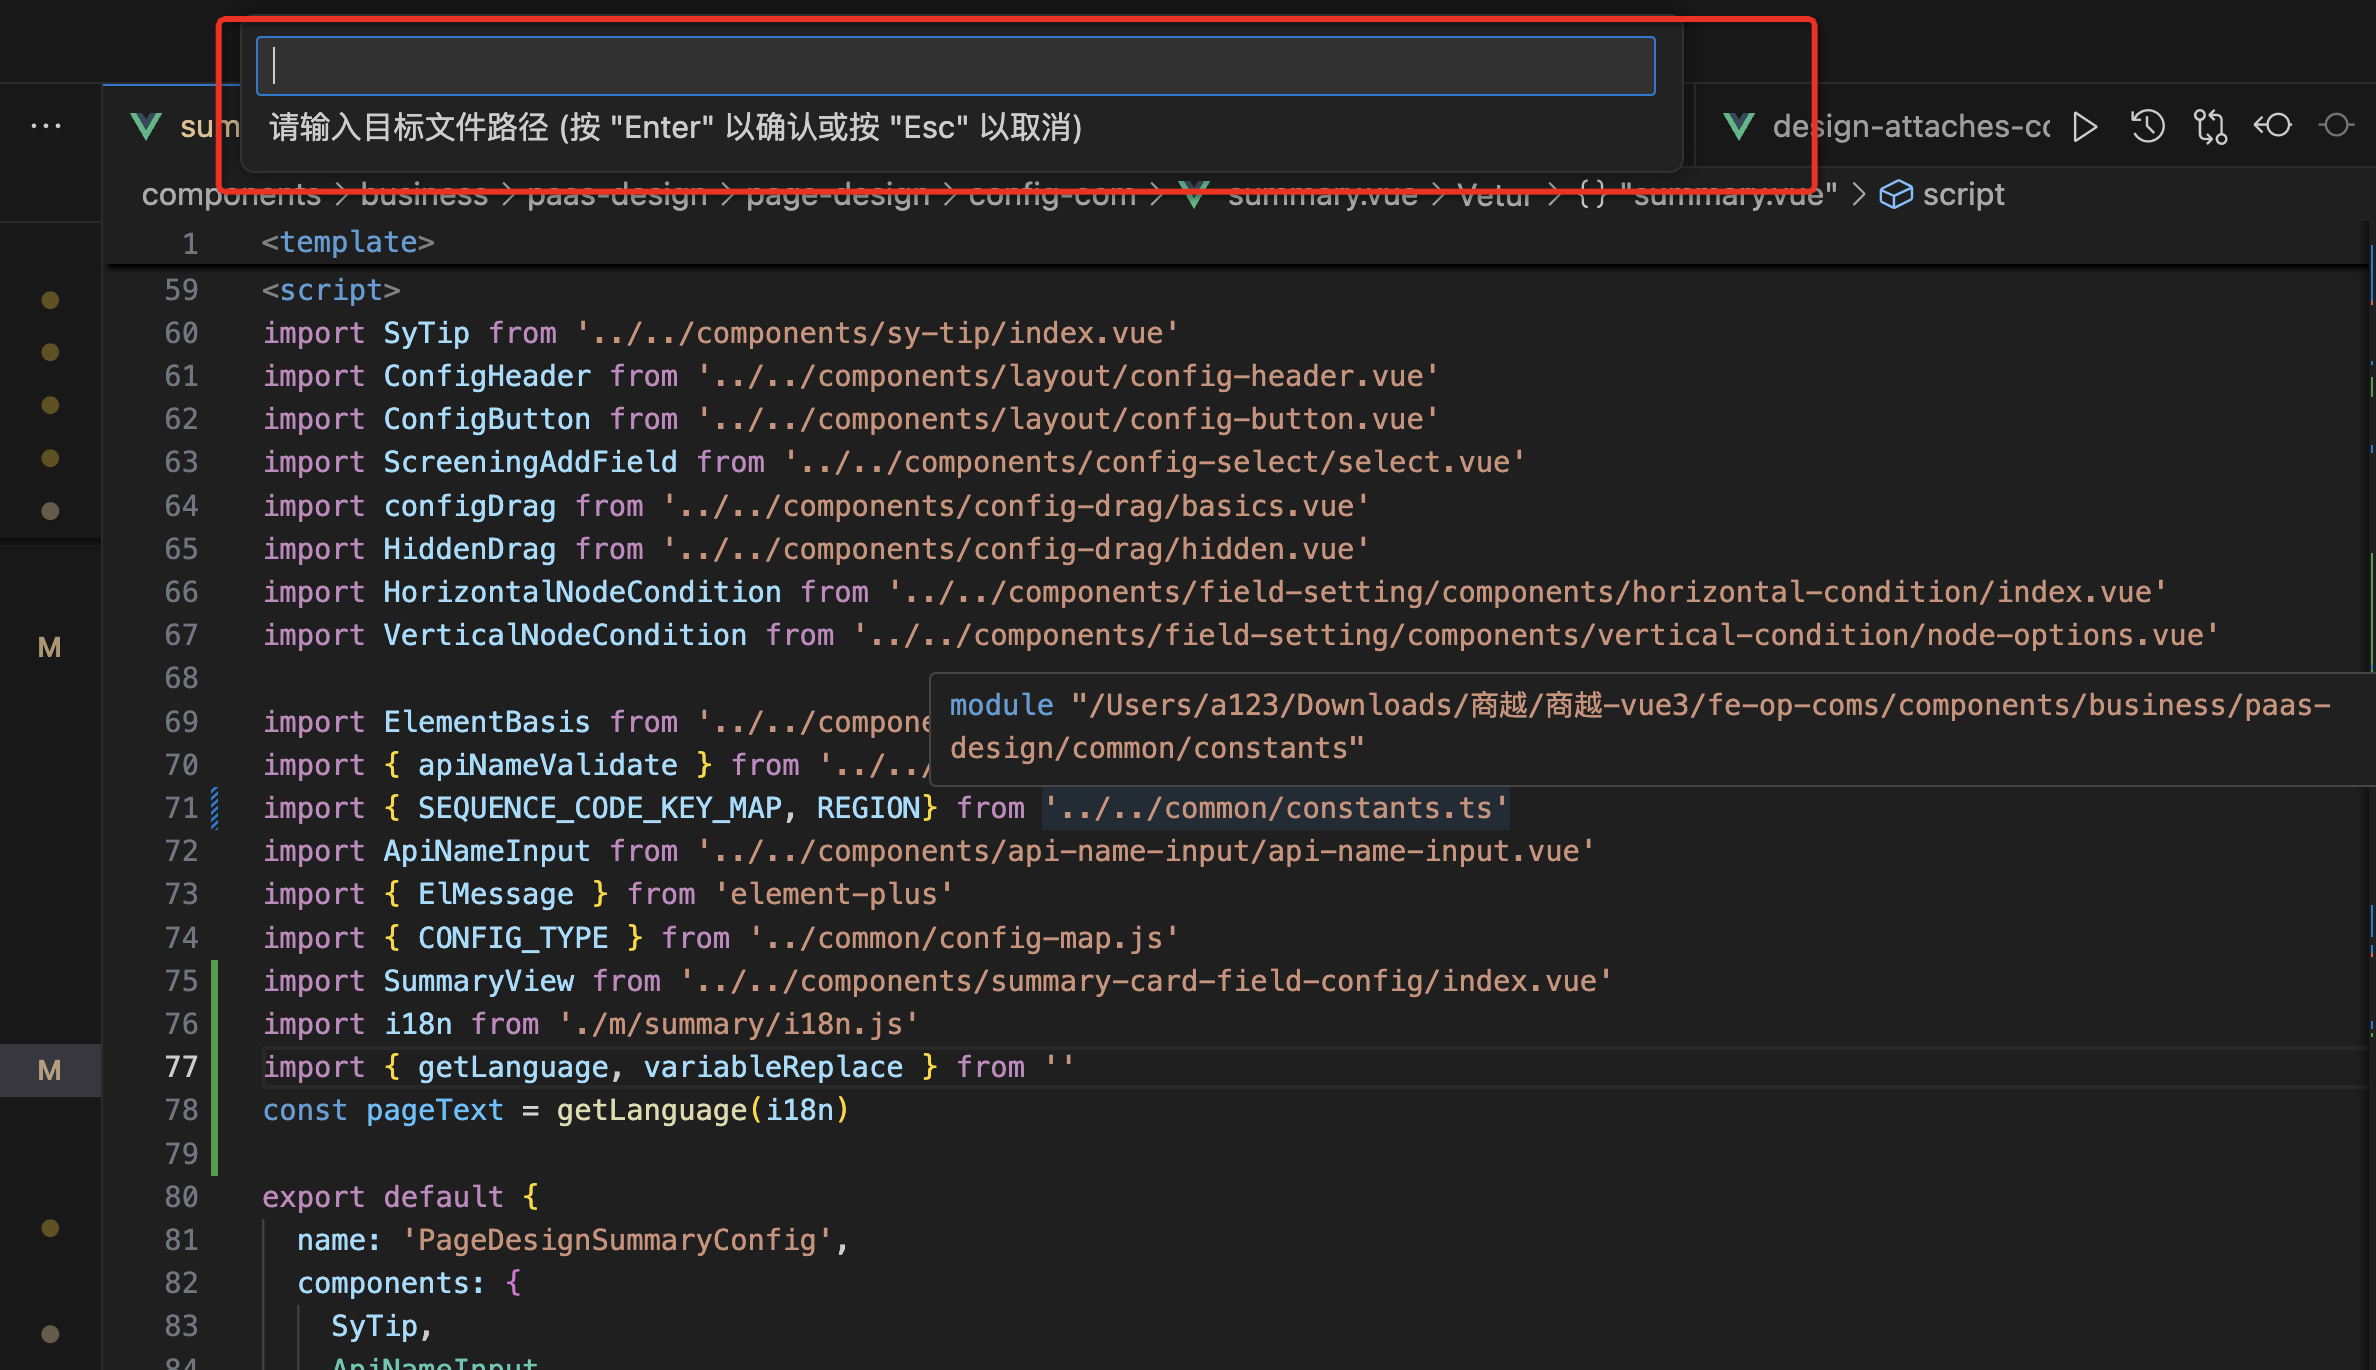 请输入目标文件路径 (按 "Enter" 以确认或按 "Esc" 以取消)
sum
design-attaches-cc
components > business > paas-design > page-design > config-com > summary.vue > Vetur > {} "summary.vue" > script
1 <template>
59 <script>
60 import SyTip from '../../components/sy-tip/index.vue'
61 import ConfigHeader from '../../components/layout/config-header.vue'
62 import ConfigButton from '../../components/layout/config-button.vue'
63 import ScreeningAddField from '../../components/config-select/select.vue'
64 import configDrag from '../../components/config-drag/basics.vue'
65 import HiddenDrag from '../../components/config-drag/hidden.vue'
66 import HorizontalNodeCondition from '../../components/field-setting/components/horizontal-condition/index.vue'
M
67 import VerticalNodeCondition from '../../components/field-setting/components/vertical-condition/node-options.vue'
68
module "/Users/a123/Downloads/商越/商越-vue3/fe-op-coms/components/business/paas-
design/common/constants"
69 import ElementBasis from '../../compone
70 import { apiNameValidate } from '../../
71 import { SEQUENCE_CODE_KEY_MAP, REGION} from '../../common/constants.ts'
72 import ApiNameInput from '../../components/api-name-input/api-name-input.vue'
73 import { ElMessage } from 'element-plus'
74 import { CONFIG_TYPE } from '../common/config-map.js'
75 import SummaryView from '../../components/summary-card-field-config/index.vue'
76 import i18n from './m/summary/i18n.js'
M
77 import { getLanguage, variableReplace } from ''
78 const pageText = getLanguage(i18n)
79
80 export default {
81 name: 'PageDesignSummaryConfig',
82 components: {
83 SyTip,
84 ApiNameInput